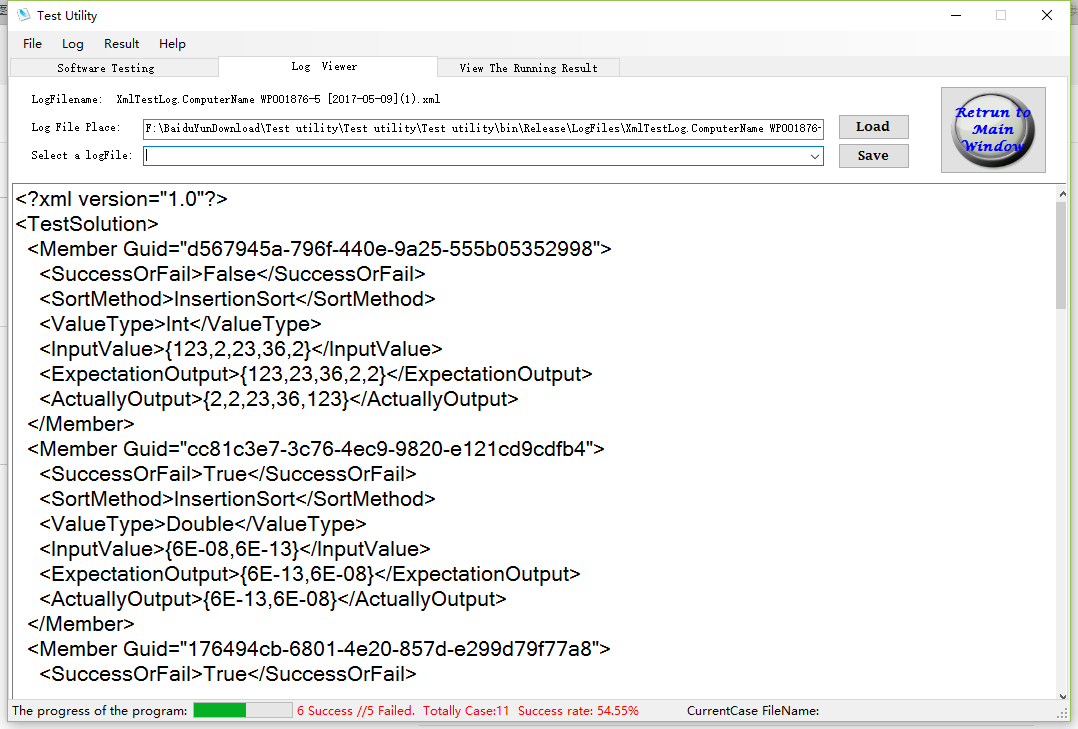 Test Utility
File Log Result Help
Software Testing Log Viewer View The Running Result
LogFilename: XmlTestLog.ComputerName WP001876-5 [2017-05-09](1).xml
Log File Place: F:\BaiduYunDownload\Test utility\Test utility\Test utility\bin\Release\LogFiles\XmlTestLog.ComputerName WP001876- Load
Select a logFile: Save
Retrun to
Main
Window
<?xml version="1.0"?>
<TestSolution>
<Member Guid="d567945a-796f-440e-9a25-555b05352998">
<SuccessOrFail>False</SuccessOrFail>
<SortMethod>InsertionSort</SortMethod>
<ValueType>Int</ValueType>
<InputValue>{123,2,23,36,2}</InputValue>
<ExpectationOutput>{123,23,36,2,2}</ExpectationOutput>
<ActuallyOutput>{2,2,23,36,123}</ActuallyOutput>
</Member>
<Member Guid="cc81c3e7-3c76-4ec9-9820-e121cd9cdfb4">
<SuccessOrFail>True</SuccessOrFail>
<SortMethod>InsertionSort</SortMethod>
<ValueType>Double</ValueType>
<InputValue>{6E-08,6E-13}</InputValue>
<ExpectationOutput>{6E-13,6E-08}</ExpectationOutput>
<ActuallyOutput>{6E-13,6E-08}</ActuallyOutput>
</Member>
<Member Guid="176494cb-6801-4e20-857d-e299d79f77a8">
<SuccessOrFail>True</SuccessOrFail>
The progress of the program: 6 Success //5 Failed. Totally Case:11 Success rate: 54.55% CurrentCase FileName: